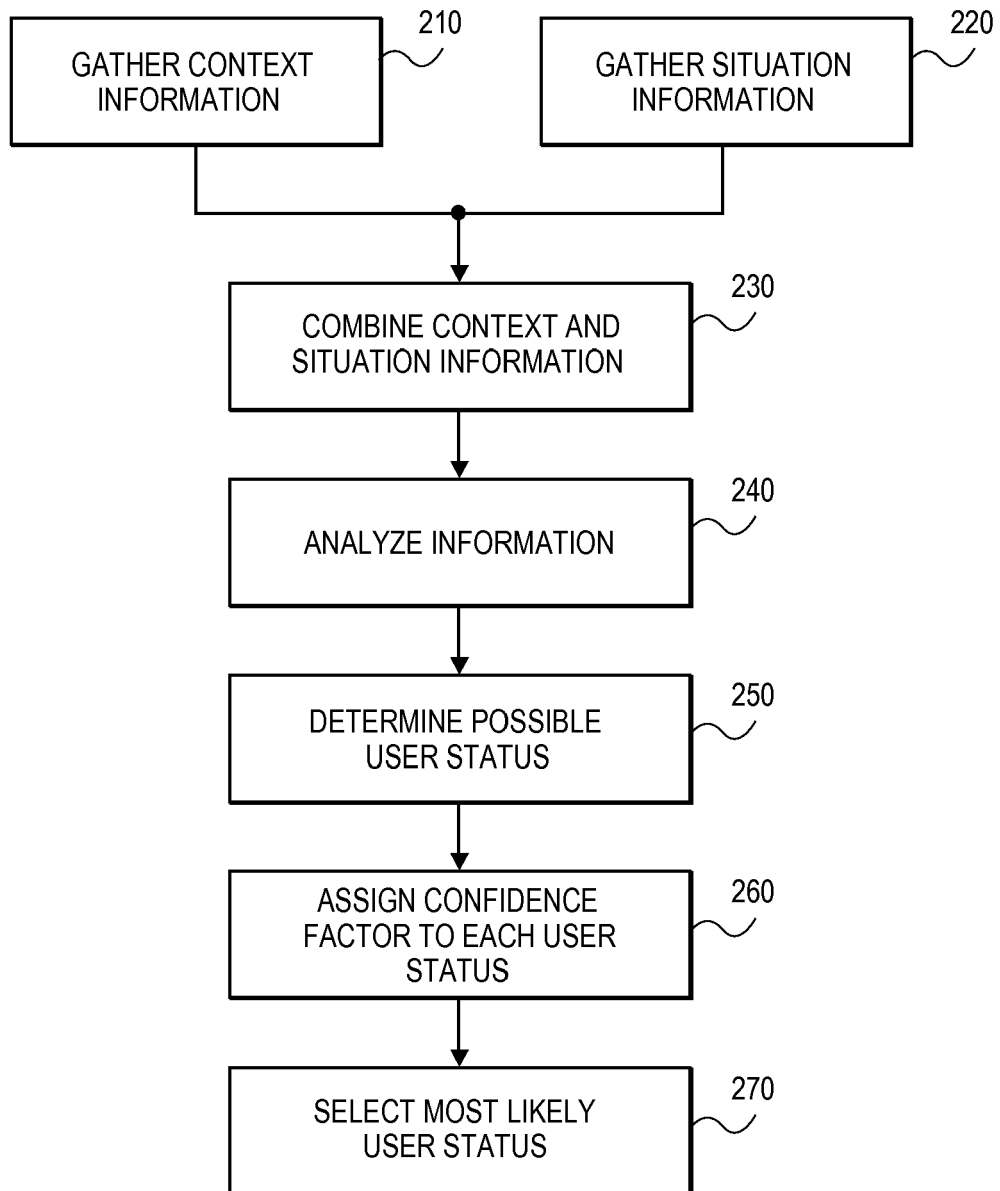 210
GATHER CONTEXT
INFORMATION
220
GATHER SITUATION
INFORMATION
230
COMBINE CONTEXT AND
SITUATION INFORMATION
240
ANALYZE INFORMATION
250
DETERMINE POSSIBLE
USER STATUS
260
ASSIGN CONFIDENCE
FACTOR TO EACH USER
STATUS
270
SELECT MOST LIKELY
USER STATUS